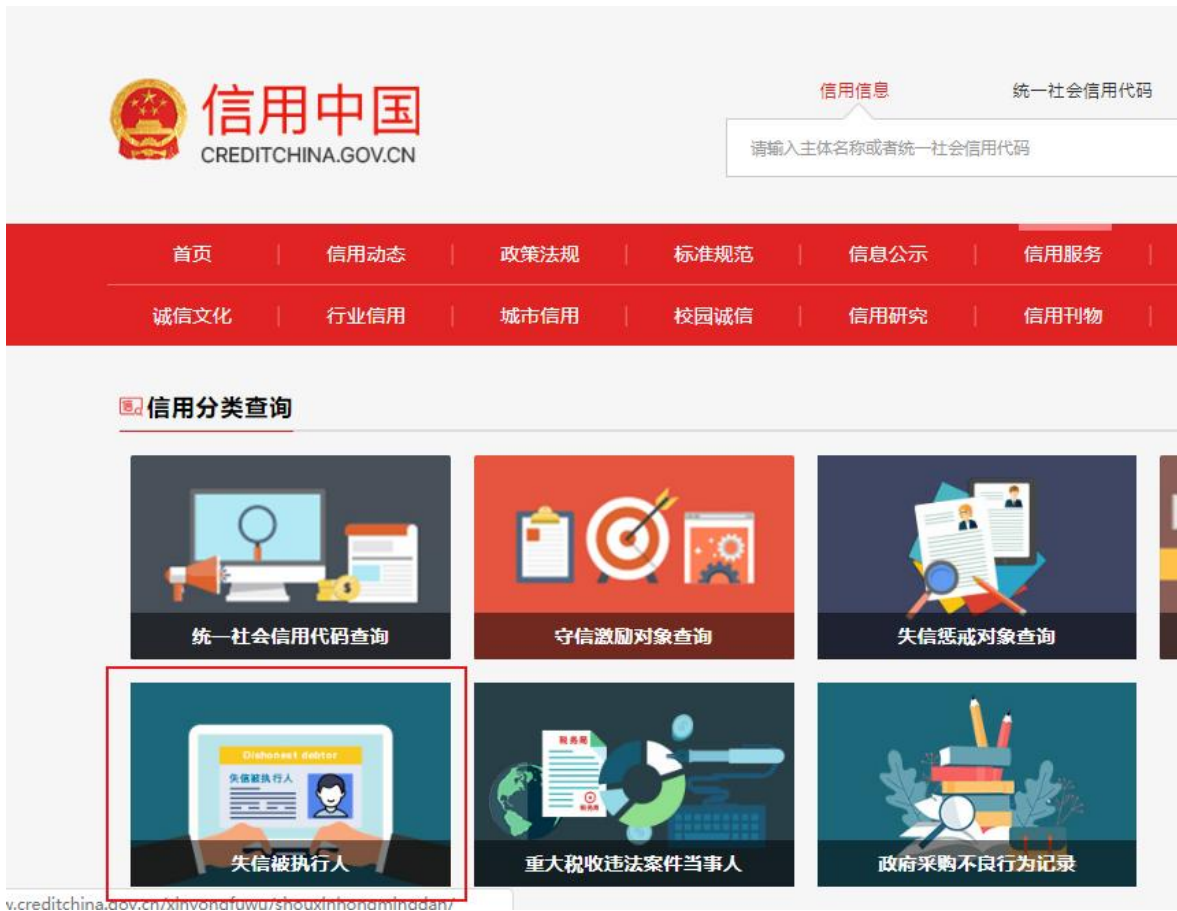 信用中国
CREDITCHINA.GOV.CN
信用信息 统一社会信用代码
请输入主体名称或者统一社会信用代码
首页 信用动态 政策法规 标准规范 信息公示 信用服务
诚信文化 行业信用 城市信用 校园诚信 信用研究 信用刊物
信用分类查询
统一社会信用代码查询 守信激励对象查询 失信惩戒对象查询
Dishonest debtor
失信被执行人
税务局
税务局
失信被执行人 重大税收违法案件当事人 政府采购不良行为记录
v.creditchina.gov.cn/xinyongfuwu/shouxinhongmingdan/